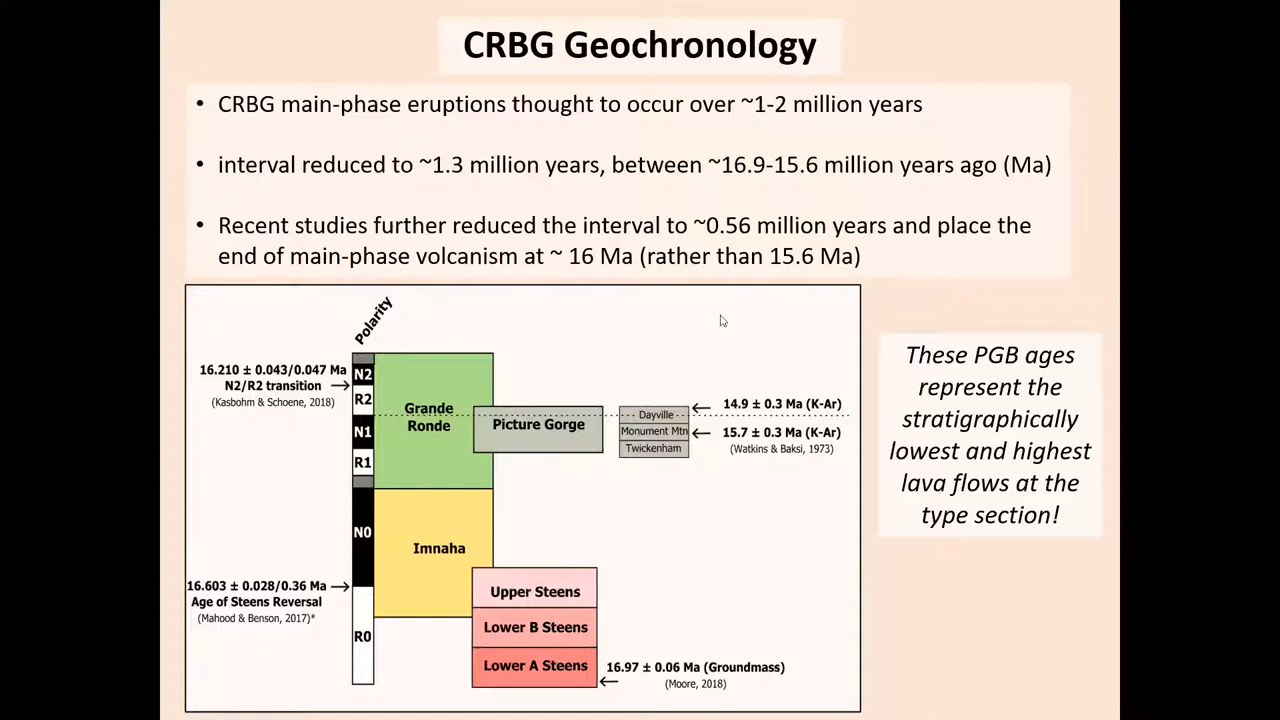 CRBG Geochronology
• CRBG main-phase eruptions thought to occur over ~1-2 million years
• interval reduced to ~1.3 million years, between ~16.9-15.6 million years ago (Ma)
• Recent studies further reduced the interval to ~0.56 million years and place the
end of main-phase volcanism at ~ 16 Ma (rather than 15.6 Ma)
Polarity
16.210 ± 0.043/0.047 Ma
N2/R2 transition
(Kasbohm & Schoene, 2018)
N2
R2
N1
R1
N0
R0
Grande
Ronde
Picture Gorge
Dayville
Monument Mtn
Twickenham
14.9 ± 0.3 Ma (K-Ar)
15.7 ± 0.3 Ma (K-Ar)
(Watkins & Baksi, 1973)
Imnaha
16.603 ± 0.028/0.36 Ma
Age of Steens Reversal
(Mahood & Benson, 2017)*
Upper Steens
Lower B Steens
Lower A Steens
16.97 ± 0.06 Ma (Groundmass)
(Moore, 2018)
These PGB ages
represent the
stratigraphically
lowest and highest
lava flows at the
type section!